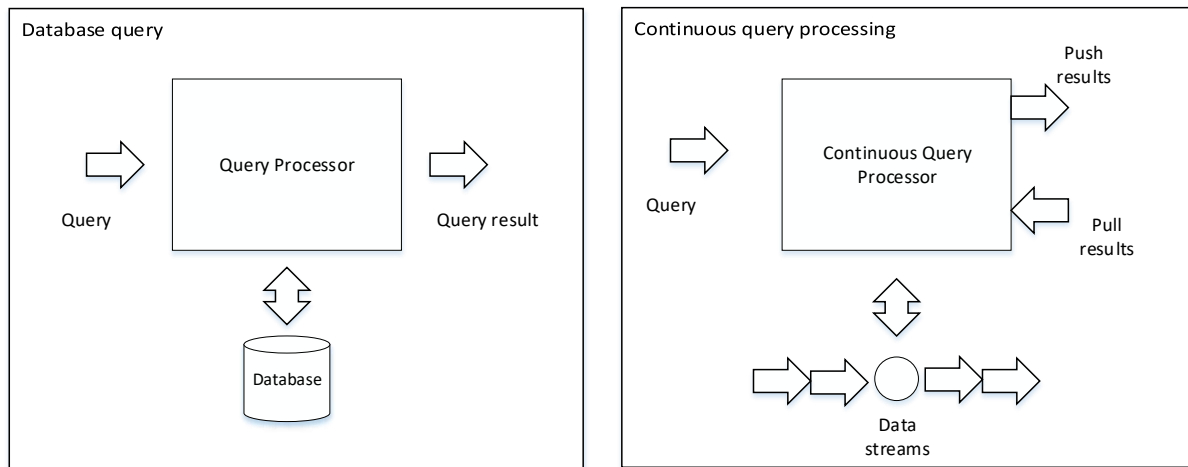 Database query
Query Processor
Query
Query result
Database
Continuous query processing
Push
results
Continuous Query
Processor
Query
Pull
results
Data
streams